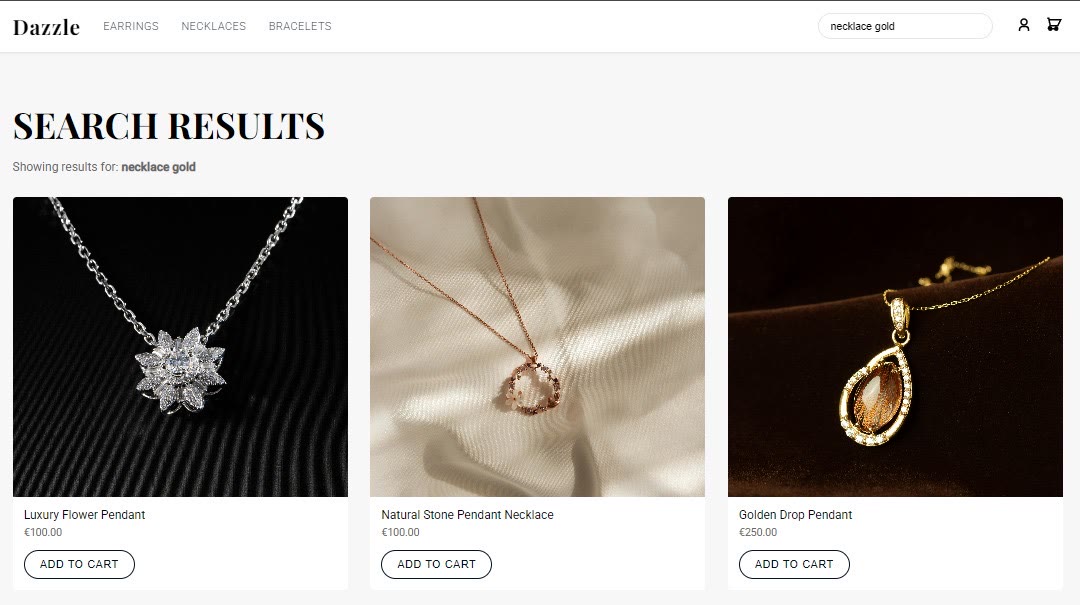 Dazzle EARRINGS NECKLACES BRACELETS necklace gold
SEARCH RESULTS
Showing results for: necklace gold
Luxury Flower Pendant
€100.00
ADD TO CART
Natural Stone Pendant Necklace
€100.00
ADD TO CART
Golden Drop Pendant
€250.00
ADD TO CART